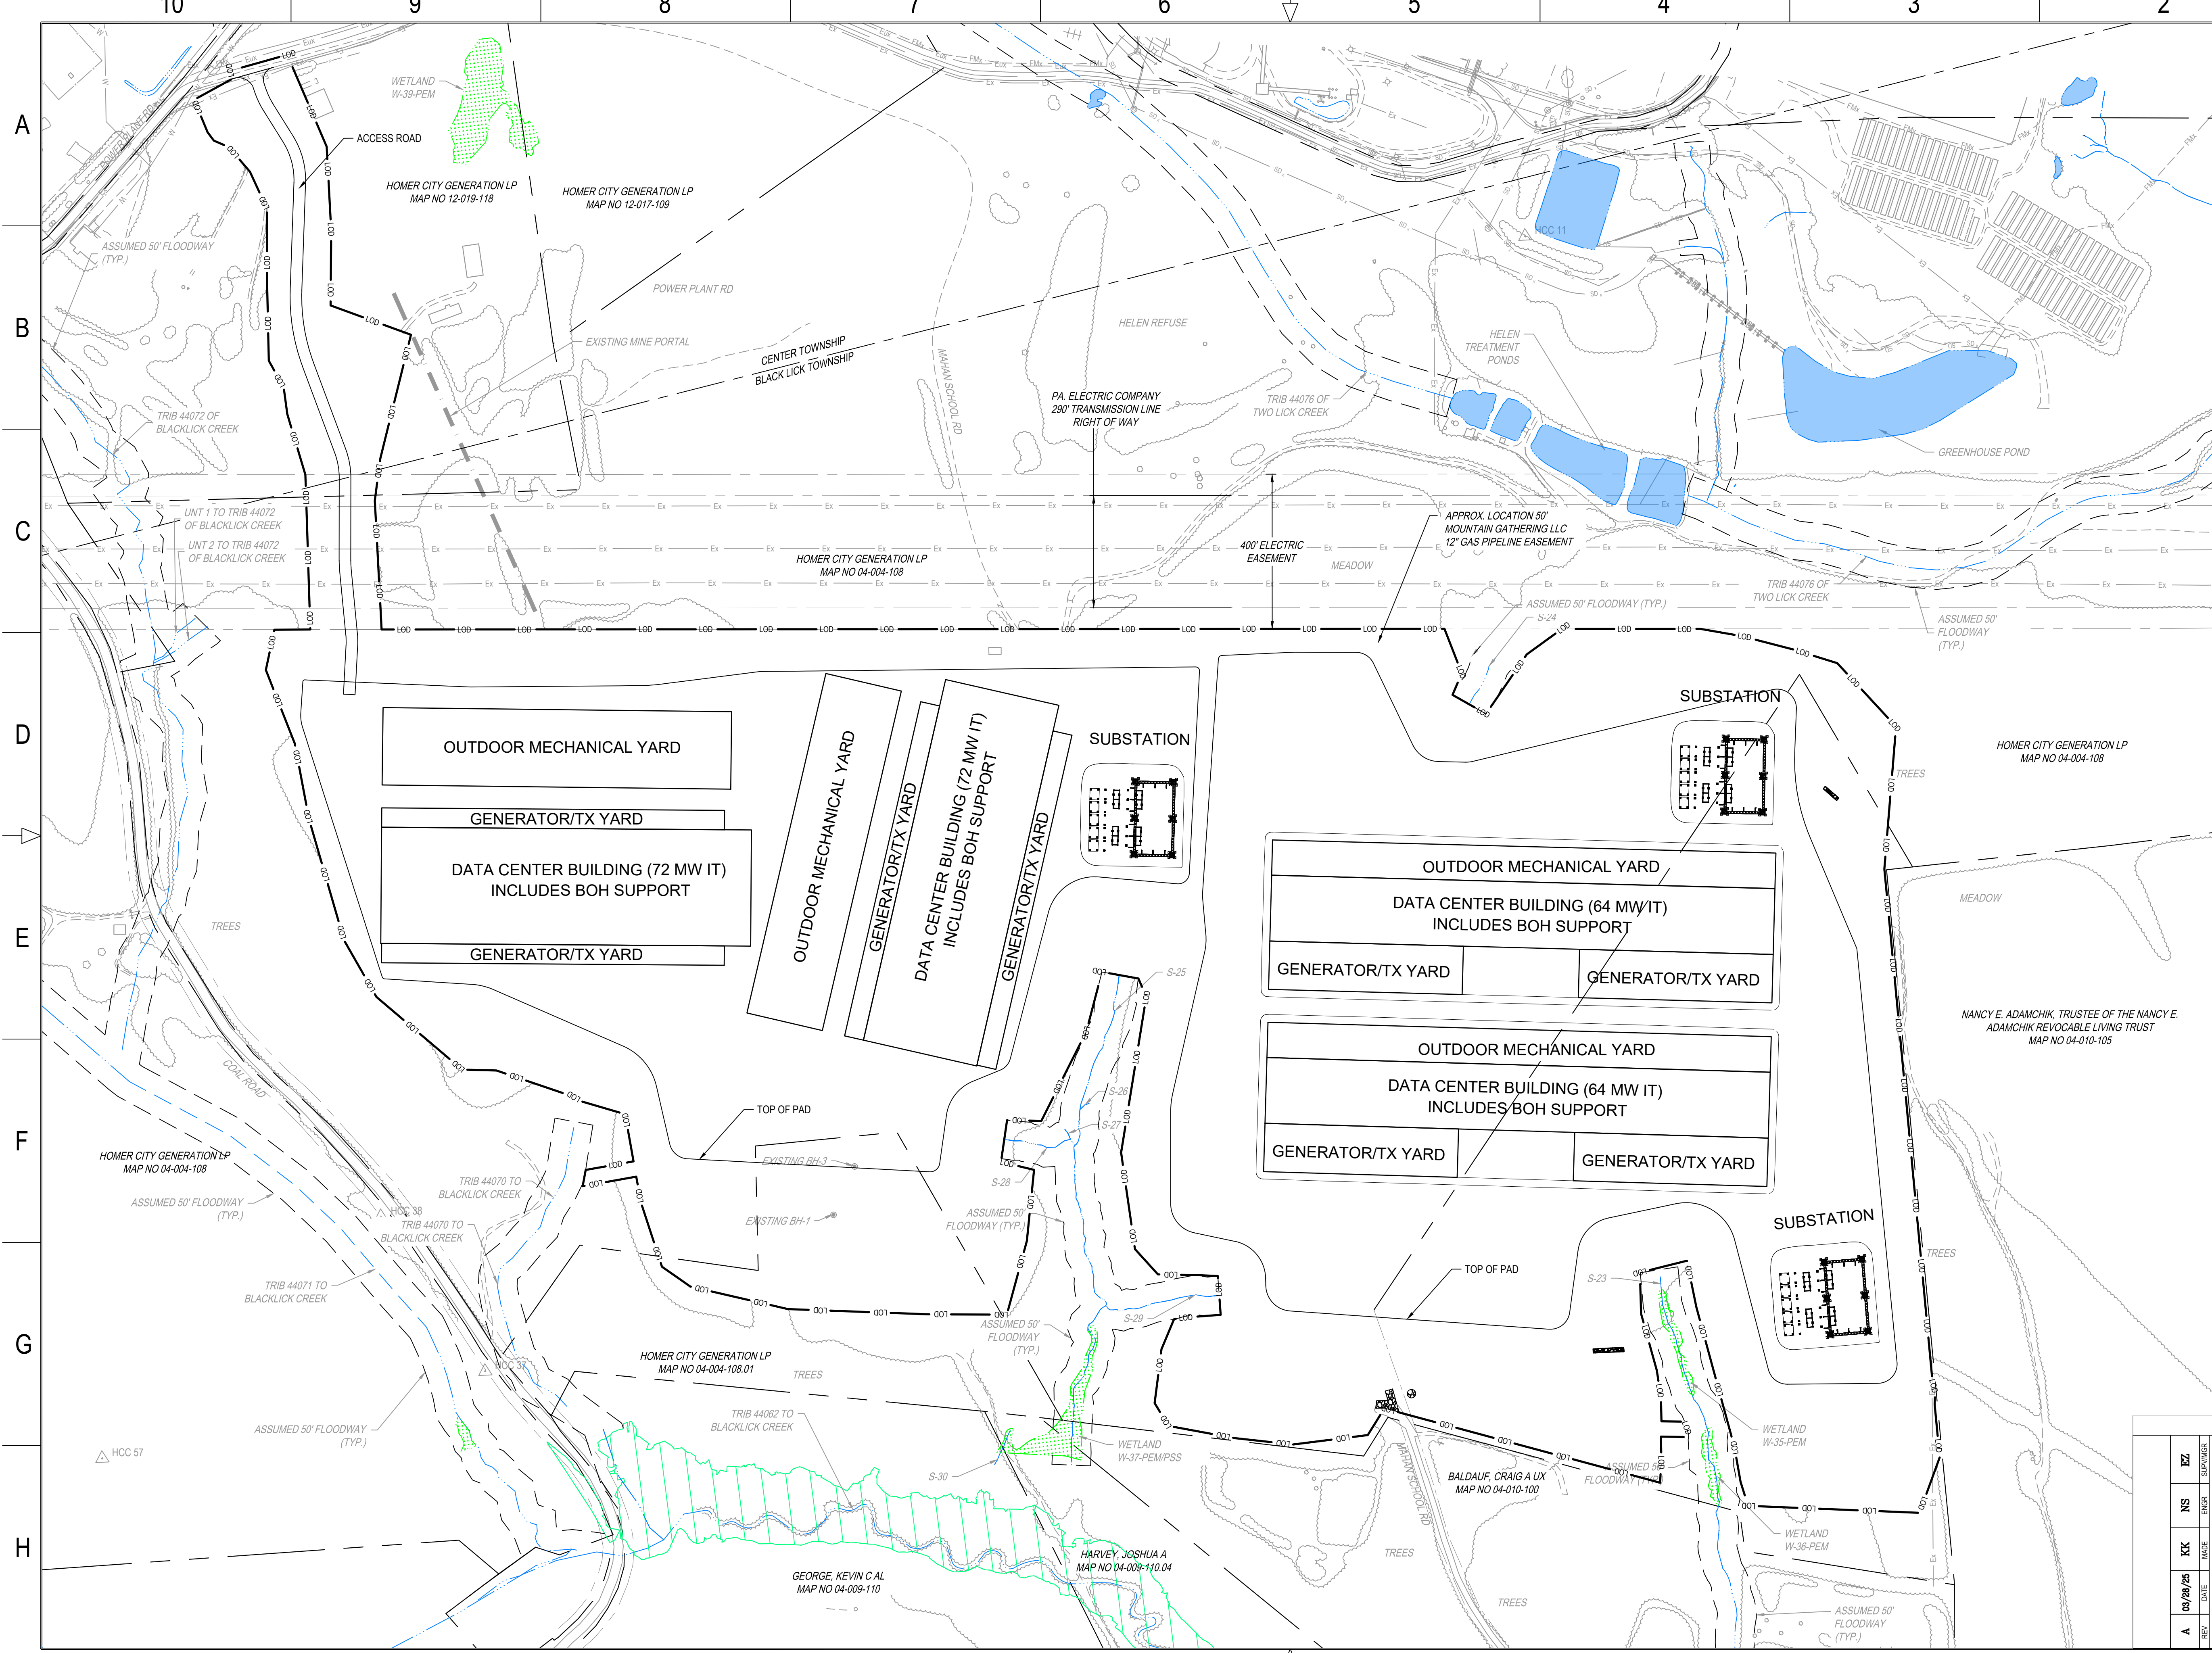 10
9
8
7
6
5
4
3
2
A
B
C
D
E
F
G
H
POWER PLANT RD
WETLAND
W-39-PEM
ACCESS ROAD
HOMER CITY GENERATION LP
MAP NO 12-019-118
HOMER CITY GENERATION LP
MAP NO 12-017-109
HCC 11
ASSUMED 50' FLOODWAY
(TYP.)
POWER PLANT RD
EXISTING MINE PORTAL
HELEN REFUSE
HELEN
TREATMENT
PONDS
CENTER TOWNSHIP
BLACK LICK TOWNSHIP
MAHAN SCHOOL RD
PA. ELECTRIC COMPANY
290' TRANSMISSION LINE
RIGHT OF WAY
TRIB 44076 OF
TWO LICK CREEK
TRIB 44072 OF
BLACKLICK CREEK
GREENHOUSE POND
UNT 1 TO TRIB 44072
OF BLACKLICK CREEK
UNT 2 TO TRIB 44072
OF BLACKLICK CREEK
HOMER CITY GENERATION LP
MAP NO 04-004-108
400' ELECTRIC
EASEMENT
APPROX. LOCATION 50'
MOUNTAIN GATHERING LLC
12" GAS PIPELINE EASEMENT
MEADOW
TRIB 44076 OF
TWO LICK CREEK
ASSUMED 50' FLOODWAY (TYP.)
S-24
ASSUMED 50'
FLOODWAY
(TYP.)
SUBSTATION
OUTDOOR MECHANICAL YARD
OUTDOOR MECHANICAL YARD
GENERATOR/TX YARD
DATA CENTER BUILDING (72 MW IT)
INCLUDES BOH SUPPORT
GENERATOR/TX YARD
SUBSTATION
HOMER CITY GENERATION LP
MAP NO 04-004-108
TREES
GENERATOR/TX YARD
DATA CENTER BUILDING (72 MW IT)
INCLUDES BOH SUPPORT
GENERATOR/TX YARD
OUTDOOR MECHANICAL YARD
DATA CENTER BUILDING (64 MW IT)
INCLUDES BOH SUPPORT
GENERATOR/TX YARD
GENERATOR/TX YARD
MEADOW
TREES
S-25
NANCY E. ADAMCHIK, TRUSTEE OF THE NANCY E.
ADAMCHIK REVOCABLE LIVING TRUST
MAP NO 04-010-105
OUTDOOR MECHANICAL YARD
DATA CENTER BUILDING (64 MW IT)
INCLUDES BOH SUPPORT
GENERATOR/TX YARD
GENERATOR/TX YARD
COAL ROAD
S-26
TOP OF PAD
S-27
EXISTING BH-3
S-28
HOMER CITY GENERATION LP
MAP NO 04-004-108
ASSUMED 50' FLOODWAY
(TYP.)
TRIB 44070 TO
BLACKLICK CREEK
HCC 38
TRIB 44070 TO
BLACKLICK CREEK
EXISTING BH-1
ASSUMED 50'
FLOODWAY (TYP.)
SUBSTATION
TREES
TOP OF PAD
S-23
TRIB 44071 TO
BLACKLICK CREEK
S-29
ASSUMED 50'
FLOODWAY
(TYP.)
HCC 37
HOMER CITY GENERATION LP
MAP NO 04-004-108.01
TREES
ASSUMED 50' FLOODWAY
(TYP.)
TRIB 44062 TO
BLACKLICK CREEK
WETLAND
W-35-PEM
HCC 57
WETLAND
W-37-PEM/PSS
S-30
MAHAN SCHOOL RD
BALDAUF, CRAIG A UX
MAP NO 04-010-100
ASSUMED 50'
FLOODWAY (TYP.)
WETLAND
W-36-PEM
HARVEY, JOSHUA A
MAP NO 04-009-110.04
GEORGE, KEVIN C AL
MAP NO 04-009-110
TREES
TREES
ASSUMED 50'
FLOODWAY
(TYP.)
A 03/28/25 KK NS EZ
REV DATE MADE ENGR SUPV/MGR